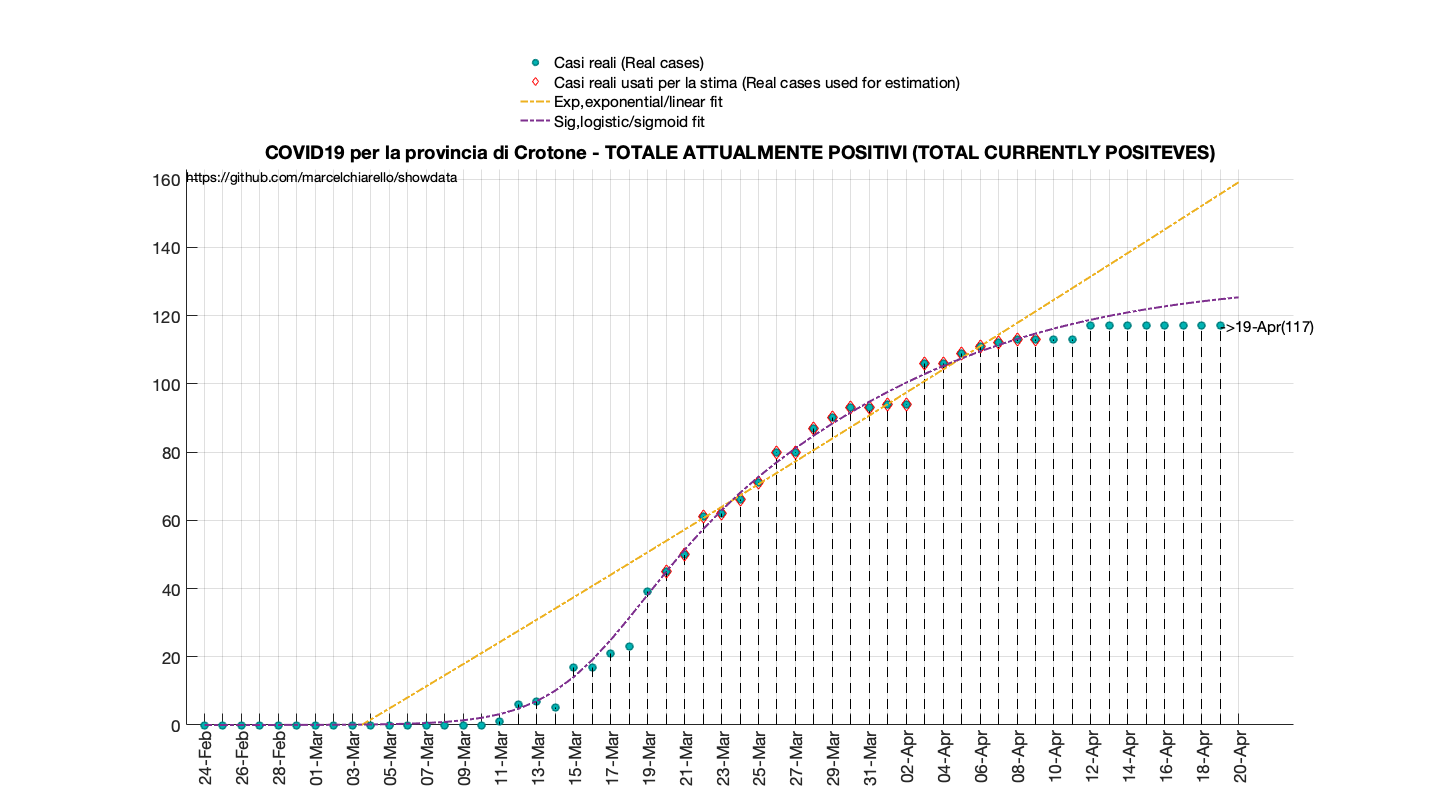 Casi reali (Real cases)
Casi reali usati per la stima (Real cases used for estimation)
Exp,exponential/linear fit
Sig,logistic/sigmoid fit
COVID19 per la provincia di Crotone - TOTALE ATTUALMENTE POSITIVI (TOTAL CURRENTLY POSITEVES)
https://github.com/marcelchiarello/showdata
160
140
120
100
80
60
40
20
0
->19-Apr(117)
24-Feb
26-Feb
28-Feb
01-Mar
03-Mar
05-Mar
07-Mar
09-Mar
11-Mar
13-Mar
15-Mar
17-Mar
19-Mar
21-Mar
23-Mar
25-Mar
27-Mar
29-Mar
31-Mar
02-Apr
04-Apr
06-Apr
08-Apr
10-Apr
12-Apr
14-Apr
16-Apr
18-Apr
20-Apr